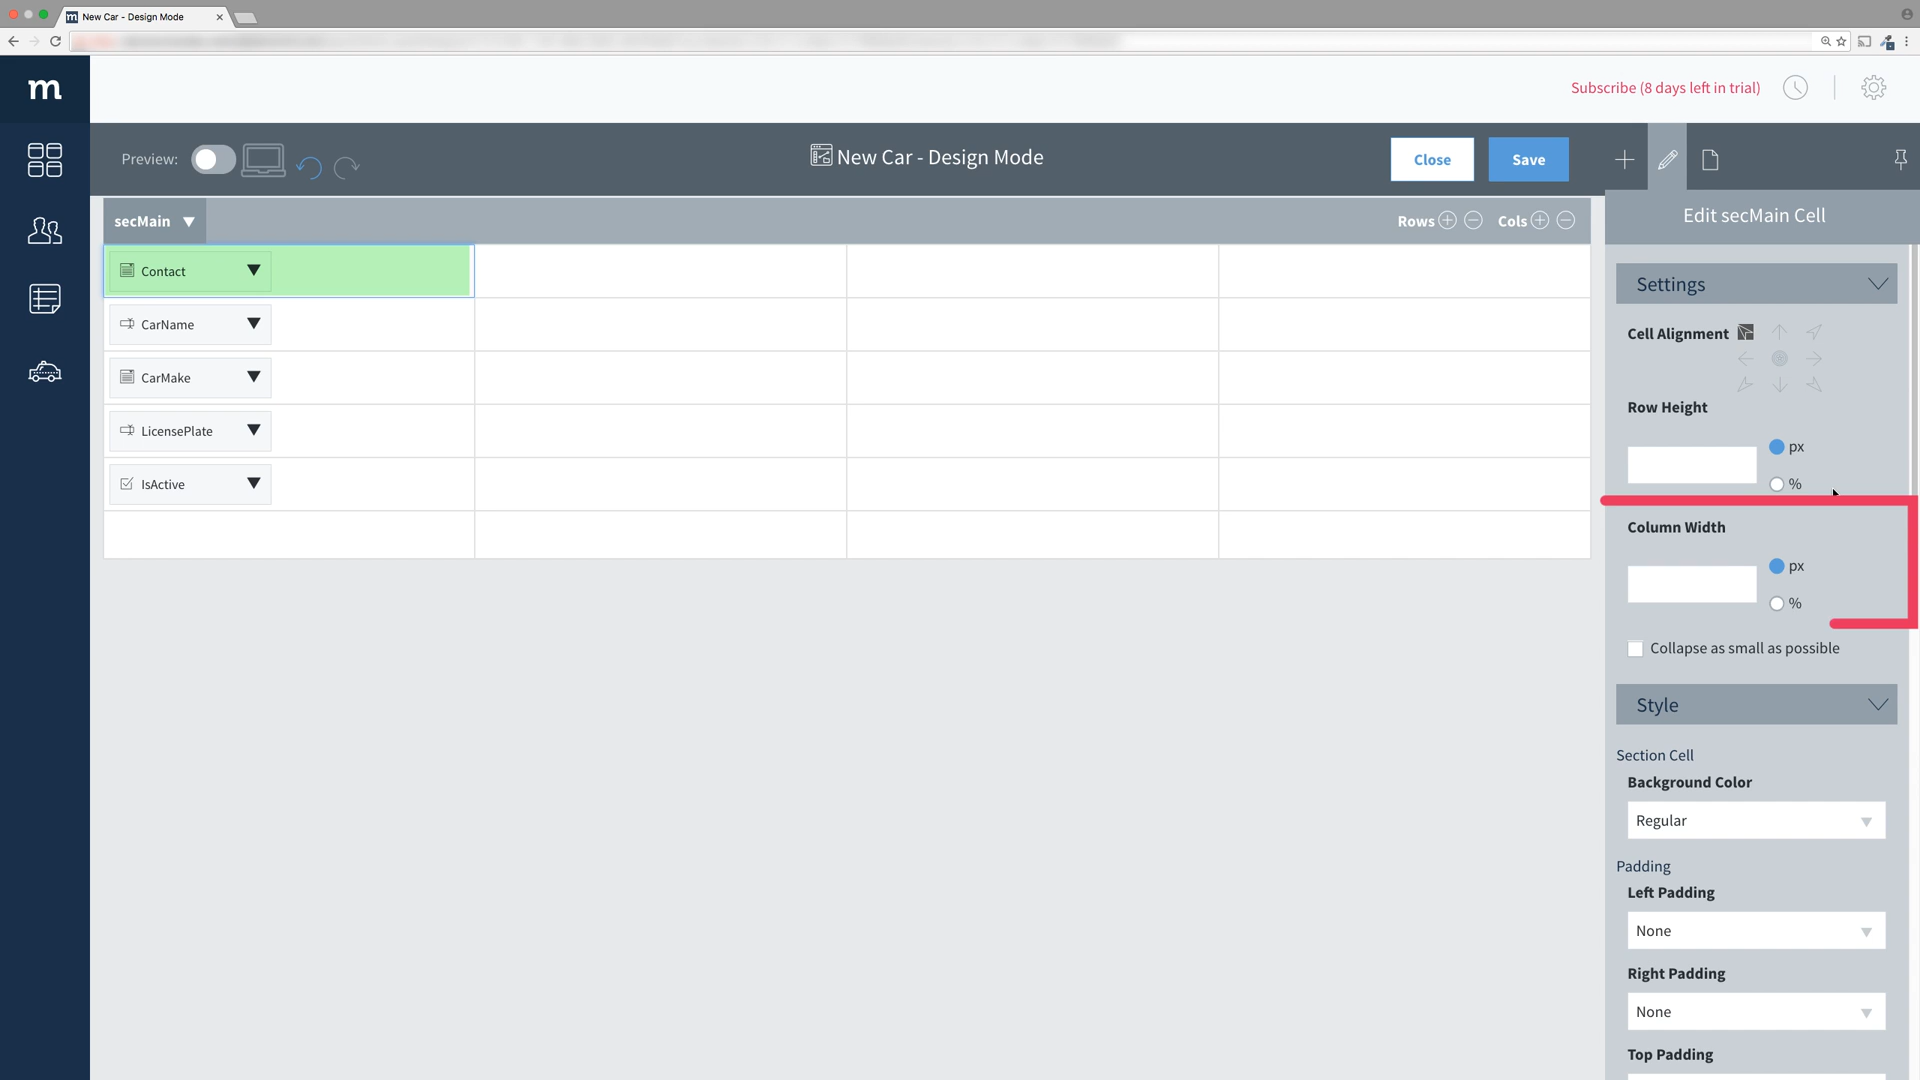 New Car - Design Mode
m
Subscribe (8 days left in trial)
Preview:
New Car - Design Mode
Close
Save
Edit secMain Cell
secMain
Rows
Cols
Contact
CarName
CarMake
LicensePlate
IsActive
Settings
Cell Alignment
Row Height
px
%
Column Width
px
%
Collapse as small as possible
Style
Section Cell
Background Color
Regular
Padding
Left Padding
None
Right Padding
None
Top Padding